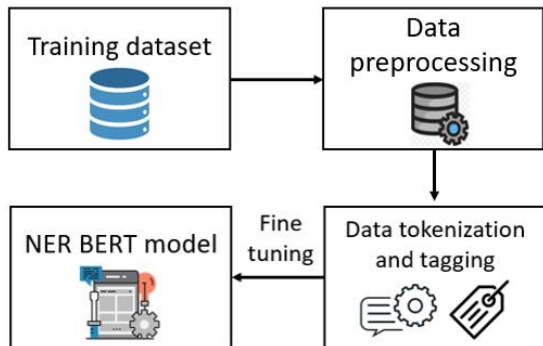 Training dataset
Data
preprocessing
NER BERT model
Fine
tuning
Data tokenization
and tagging